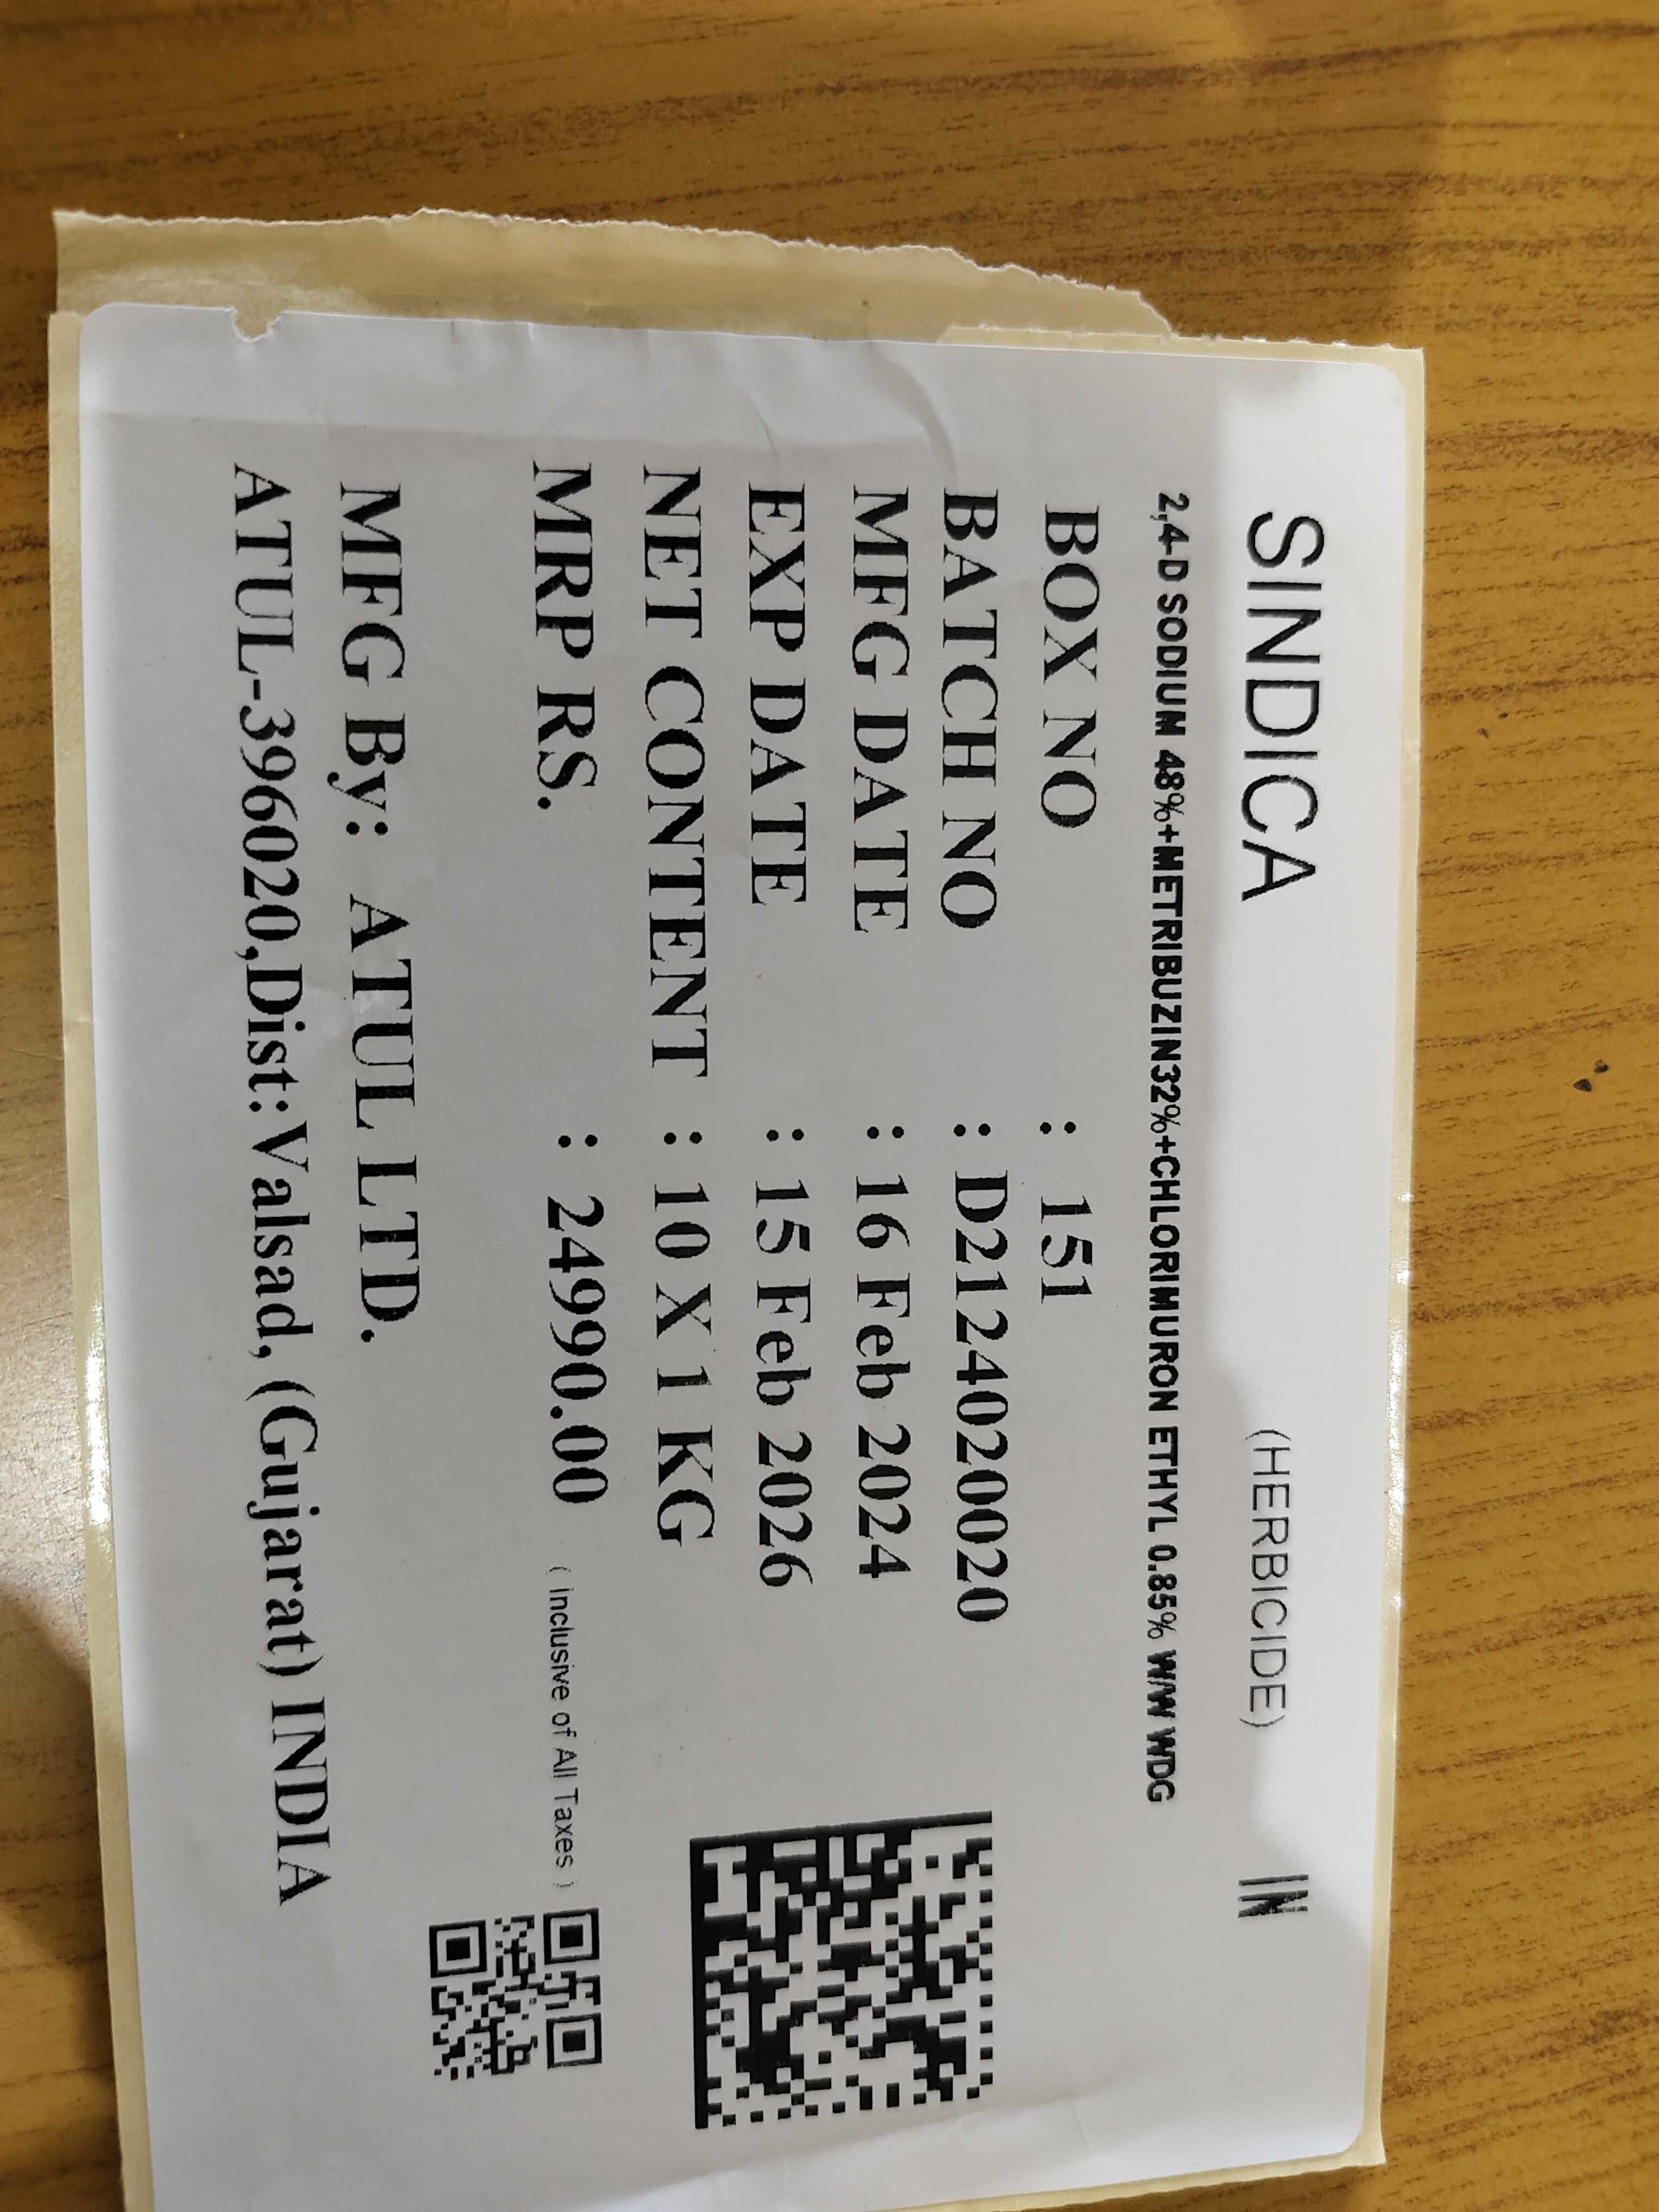 SINDICA (HERBICIDE) IN
2,4-D SODIUM 48%+METRIBUZIN32%+CHLORIMURON ETHYL 0.85% W/W WDG
BOX NO : 151
BATCH NO : D212402020020
MFG DATE : 16 Feb 2024
EXP DATE : 15 Feb 2026
NET CONTENT : 10 X 1 KG
MRP RS. : 24990.00 ( Inclusive of All Taxes )
MFG By: ATUL LTD.
ATUL-396020,Dist:Valsad, (Gujarat) INDIA